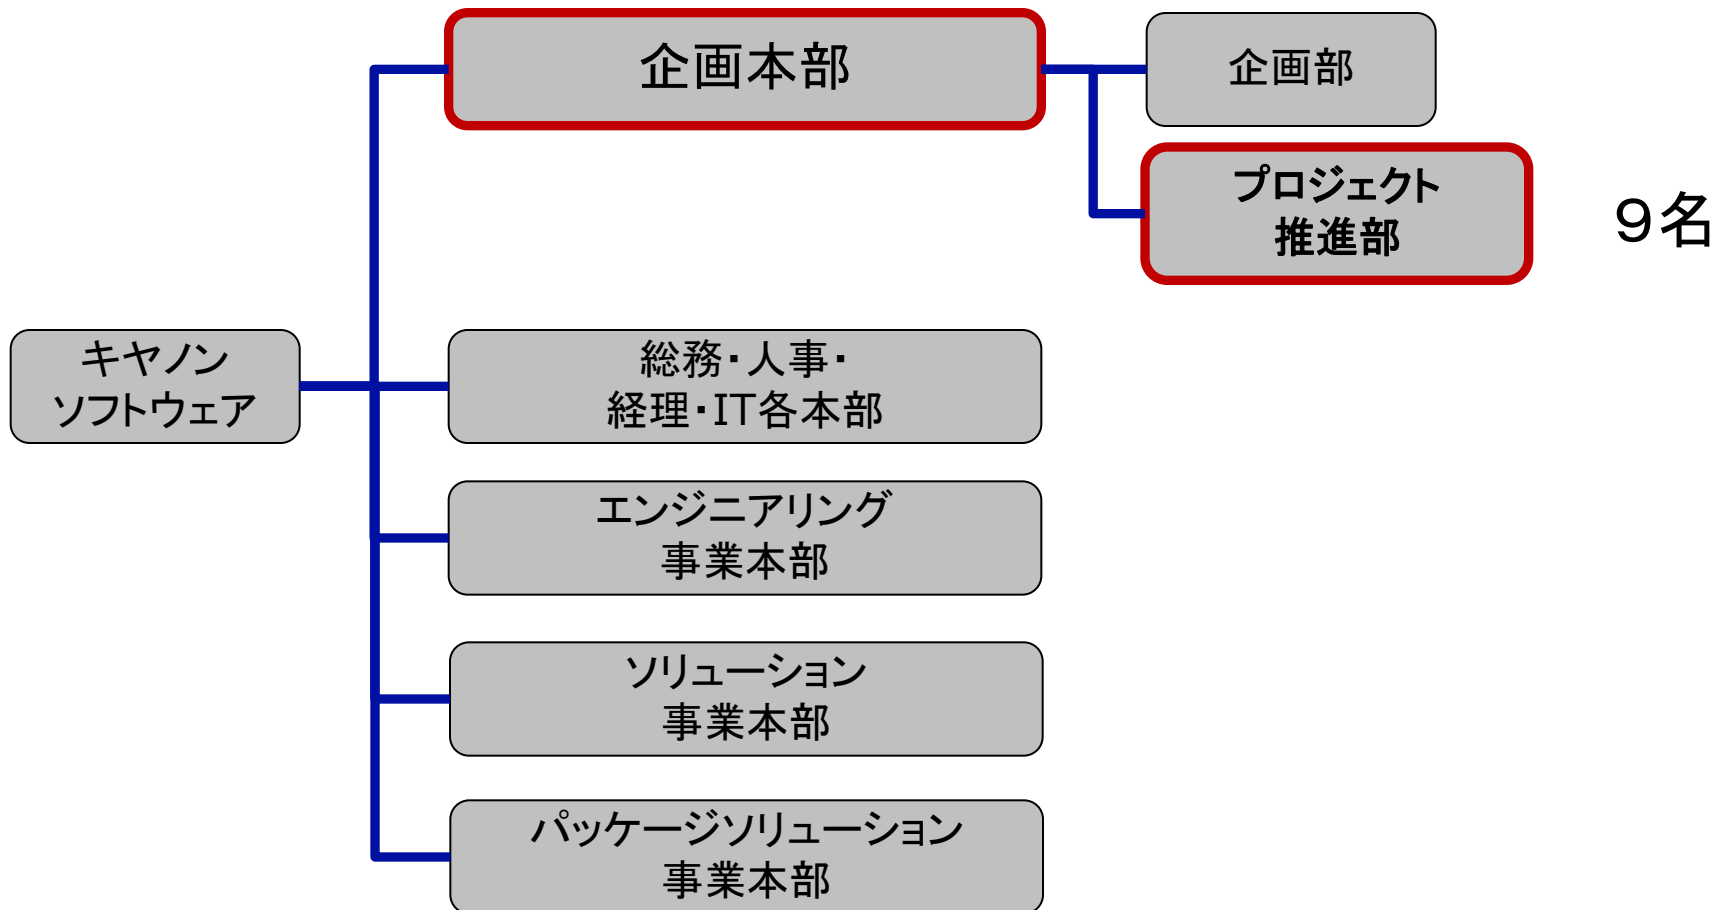 企画本部
企画部
プロジェクト
推進部
９名
キヤノン
ソフトウェア
総務・人事・
経理・IT各本部
エンジニアリング
事業本部
ソリューション
事業本部
パッケージソリューション
事業本部